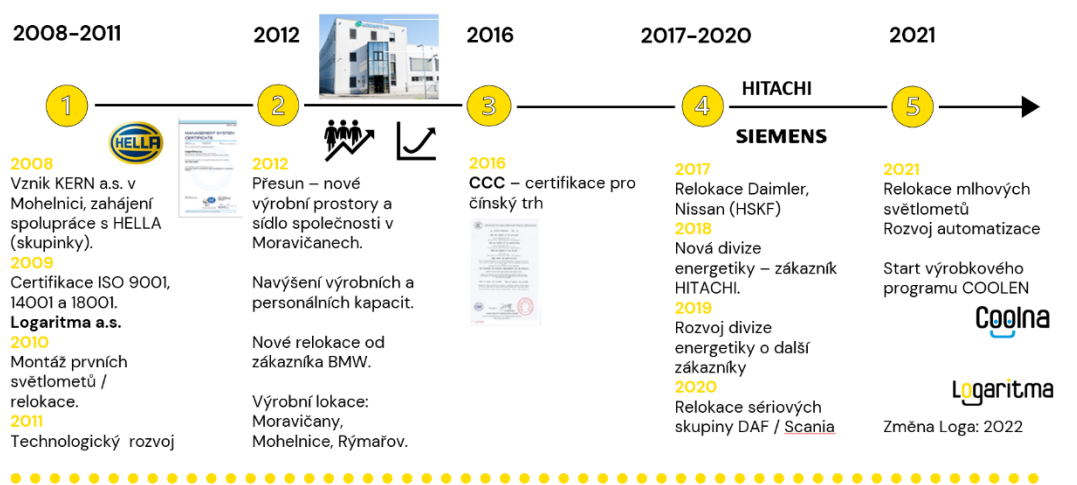 2008-2011
2012
2016
2017-2020
2021
1
2
3
4
5
HITACHI
SIEMENS
HELLA
MANAGEMENT SYSTEM
CERTIFICATE
2008
Vznik KERN a.s. v
Mohelnici, zahájení
spolupráce s HELLA
(skupinky).
2009
Certifikace ISO 9001,
14001 a 18001.
Logaritma a.s.
2010
Montáž prvních
světlometů /
relokace.
2011
Technologický rozvoj
2012
Přesun – nové
výrobní prostory a
sídlo společnosti v
Moravičanech.
Navýšení výrobních a
personálních kapacit.
Nové relokace od
zákazníka BMW.
Výrobní lokace:
Moravičany,
Mohelnice, Rýmařov.
2016
CCC – certifikace pro
čínský trh
2017
Relokace Daimler,
Nissan (HSKF)
2018
Nová divize
energetiky – zákazník
HITACHI.
2019
Rozvoj divize
energetiky o další
zákazníky
2020
Relokace sériových
skupiny DAF / Scania
2021
Relokace mlhových
světlometů
Rozvoj automatizace
Start výrobkového
programu COOLEN
Coolna
Logaritma
Změna Loga: 2022